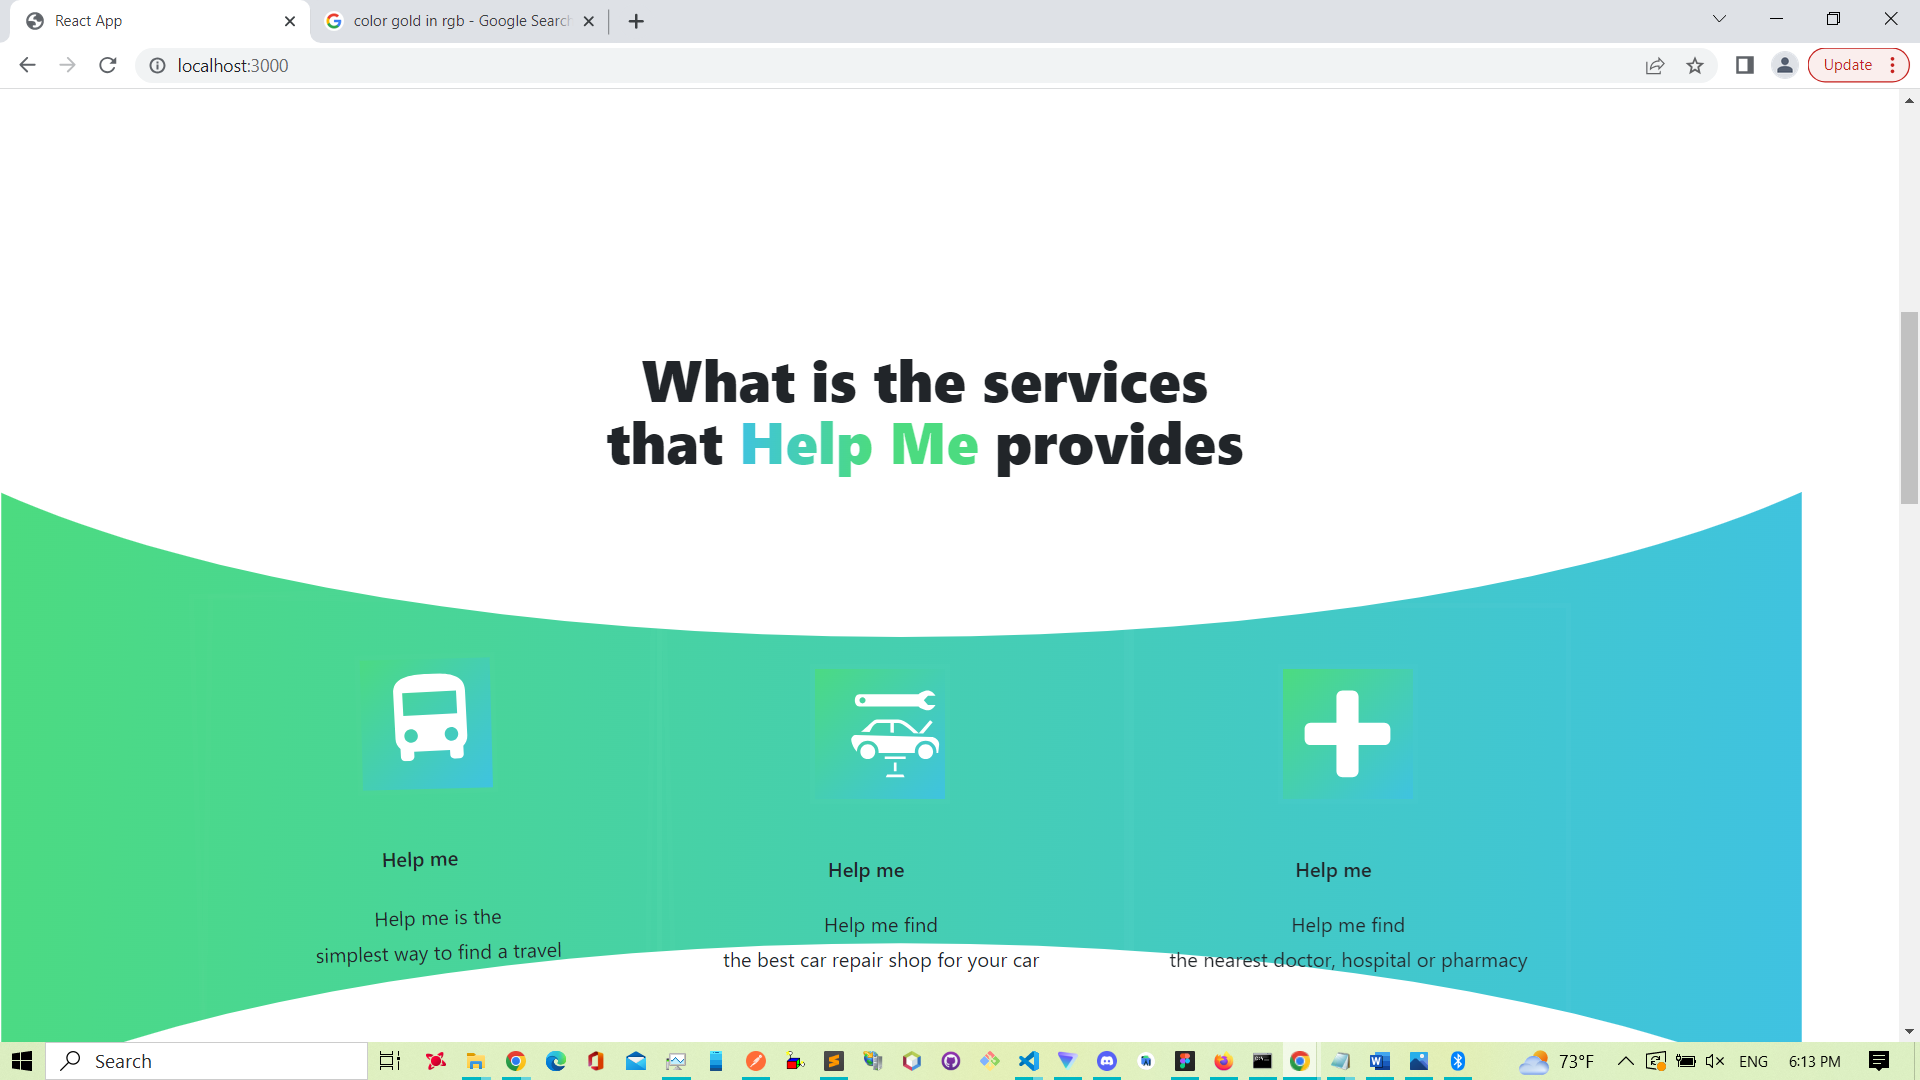 React App
color gold in rgb - Google Search
localhost:3000
Update
What is the services
that Help Me provides
Help me
Help me is the
simplest way to find a travel
Help me
Help me find
the best car repair shop for your car
Help me
Help me find
the nearest doctor, hospital or pharmacy
Search
73°F
ENG
6:13 PM